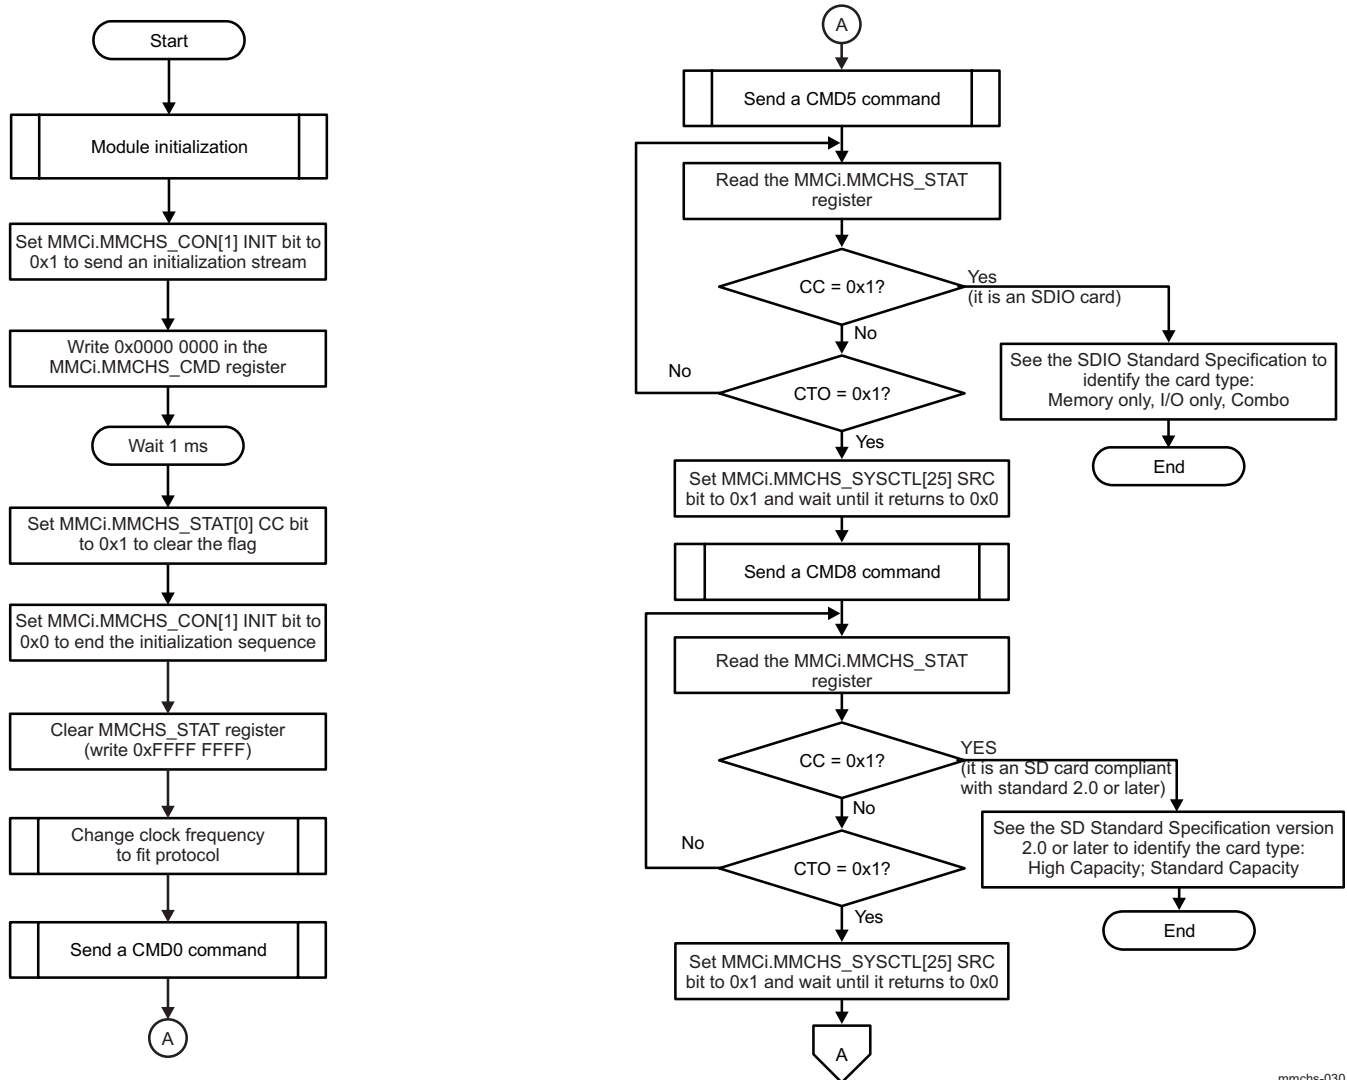 Start
Module initialization
Set MMCi.MMCHS_CON[1] INIT bit to
0x1 to send an initialization stream
Write 0x0000 0000 in the
MMCi.MMCHS_CMD register
Wait 1 ms
Set MMCi.MMCHS_STAT[0] CC bit
to 0x1 to clear the flag
Set MMCi.MMCHS_CON[1] INIT bit to
0x0 to end the initialization sequence
Clear MMCHS_STAT register
(write 0xFFFF FFFF)
Change clock frequency
to fit protocol
Send a CMD0 command
A
A
Send a CMD5 command
Read the MMCi.MMCHS_STAT
register
CC = 0x1?
Yes
(it is an SDIO card)
No
See the SDIO Standard Specification to
identify the card type:
Memory only, I/O only, Combo
End
No
CTO = 0x1?
Yes
Set MMCi.MMCHS_SYSCTL[25] SRC
bit to 0x1 and wait until it returns to 0x0
Send a CMD8 command
Read the MMCi.MMCHS_STAT
register
CC = 0x1?
YES
(it is an SD card compliant
with standard 2.0 or later)
No
See the SD Standard Specification version
2.0 or later to identify the card type:
High Capacity; Standard Capacity
End
No
CTO = 0x1?
Yes
Set MMCi.MMCHS_SYSCTL[25] SRC
bit to 0x1 and wait until it returns to 0x0
A
mmchs-030